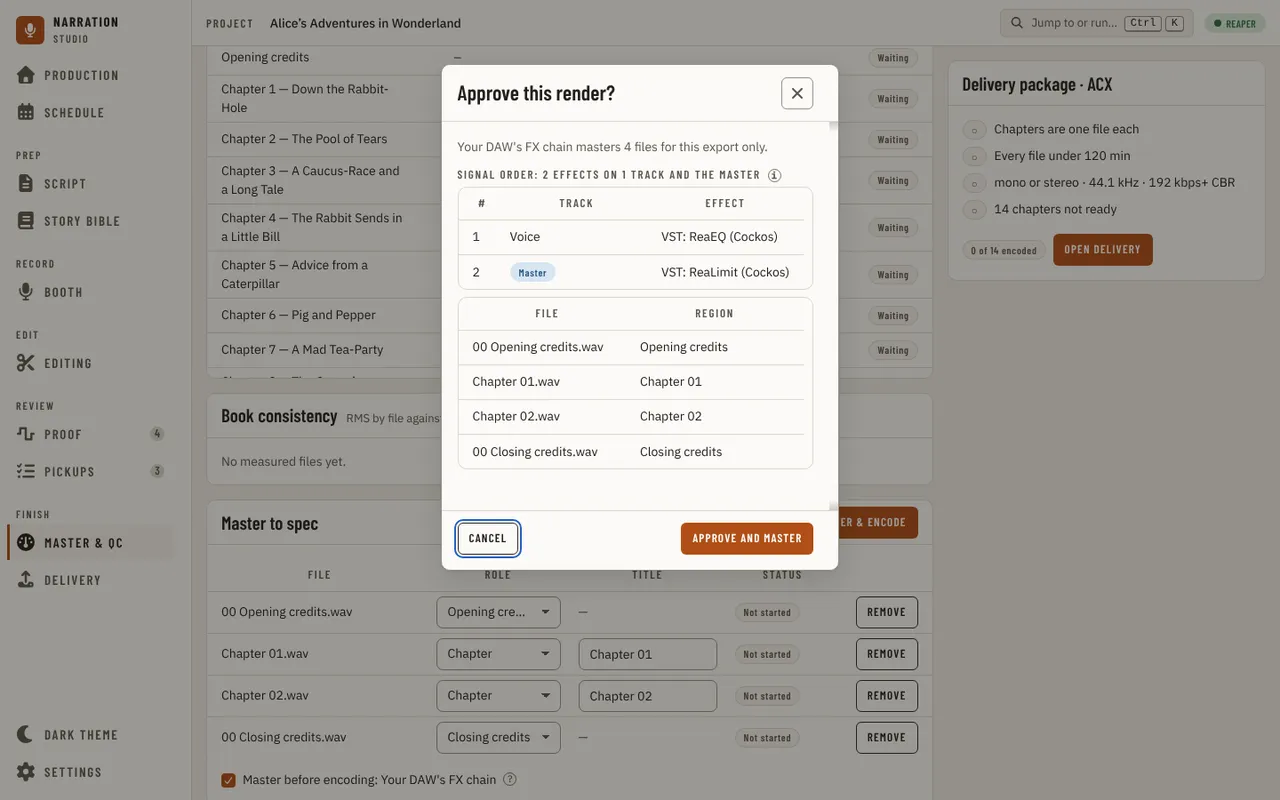 NARRATION
STUDIO
PROJECT Alice's Adventures in Wonderland
Jump to or run... Ctrl K
REAPER
PRODUCTION
SCHEDULE
PREP
SCRIPT
STORY BIBLE
RECORD
BOOTH
EDIT
EDITING
REVIEW
PROOF 4
PICKUPS 3
FINISH
MASTER & QC
DELIVERY
DARK THEME
SETTINGS
Opening credits — Waiting
Chapter 1 — Down the Rabbit-
Hole
Waiting
Chapter 2 — The Pool of Tears Waiting
Chapter 3 — A Caucus-Race and
a Long Tale
Waiting
Chapter 4 — The Rabbit Sends in
a Little Bill
Waiting
Chapter 5 — Advice from a
Caterpillar
Waiting
Chapter 6 — Pig and Pepper Waiting
Chapter 7 — A Mad Tea-Party Waiting
Book consistency RMS by file agains
No measured files yet.
Master to spec
ER & ENCODE
FILE ROLE TITLE STATUS
00 Opening credits.wav Opening cre... — Not started REMOVE
Chapter 01.wav Chapter Chapter 01 Not started REMOVE
Chapter 02.wav Chapter Chapter 02 Not started REMOVE
00 Closing credits.wav Closing credits — Not started REMOVE
Master before encoding: Your DAW's FX chain
Approve this render?
Your DAW's FX chain masters 4 files for this export only.
SIGNAL ORDER: 2 EFFECTS ON 1 TRACK AND THE MASTER
# TRACK EFFECT
1 Voice VST: ReaEQ (Cockos)
2 Master VST: ReaLimit (Cockos)
FILE REGION
00 Opening credits.wav Opening credits
Chapter 01.wav Chapter 01
Chapter 02.wav Chapter 02
00 Closing credits.wav Closing credits
CANCEL
APPROVE AND MASTER
Delivery package · ACX
Chapters are one file each
Every file under 120 min
mono or stereo · 44.1 kHz · 192 kbps+ CBR
14 chapters not ready
0 of 14 encoded
OPEN DELIVERY